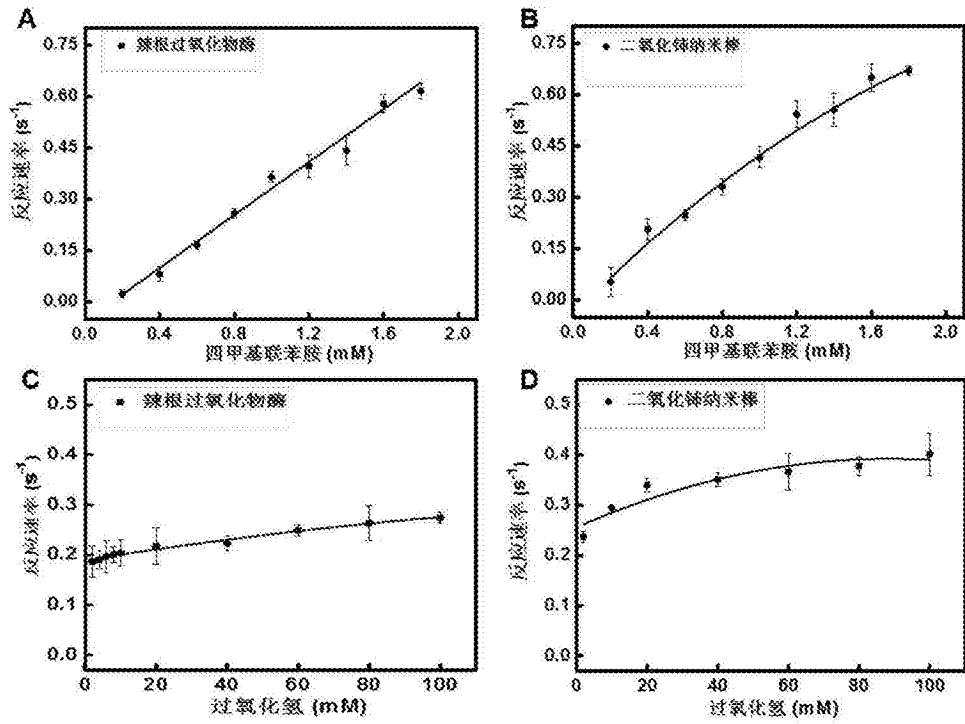 A
辣根过氧化物酶
反应速率 (s⁻¹)
0.75
0.60
0.45
0.30
0.15
0.00
0.0 0.4 0.8 1.2 1.6 2.0
四甲基联苯胺 (mM)
B
二氧化铈纳米棒
反应速率 (s⁻¹)
0.75
0.60
0.45
0.30
0.15
0.00
0.0 0.4 0.8 1.2 1.6 2.0
四甲基联苯胺 (mM)
C
辣根过氧化物酶
反应速率 (s⁻¹)
0.5
0.4
0.3
0.2
0.1
0.0
0 20 40 60 80 100
过氧化氢 (mM)
D
二氧化铈纳米棒
反应速率 (s⁻¹)
0.5
0.4
0.3
0.2
0.1
0.0
0 20 40 60 80 100
过氧化氢 (mM)